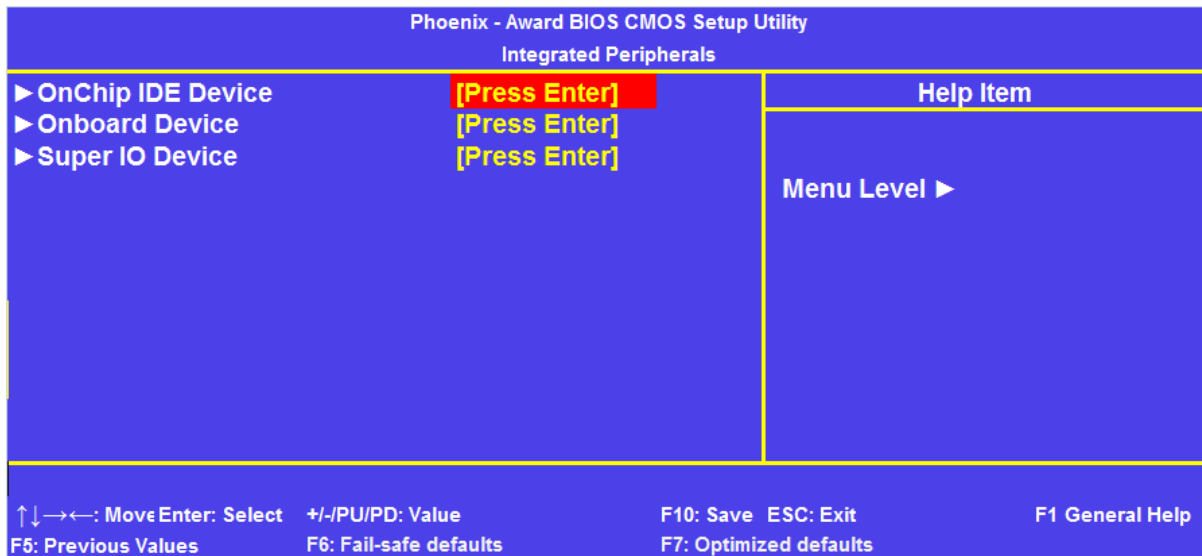 Phoenix - Award BIOS CMOS Setup Utility
Integrated Peripherals
►OnChip IDE Device [Press Enter]
►Onboard Device [Press Enter]
►Super IO Device [Press Enter]
Help Item
Menu Level ►
↑↓→←: Move Enter: Select +/-/PU/PD: Value F10: Save ESC: Exit F1 General Help
F5: Previous Values F6: Fail-safe defaults F7: Optimized defaults